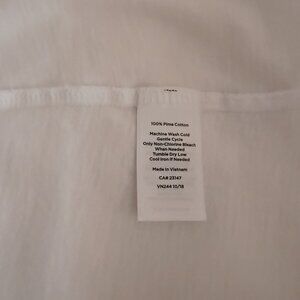 100% Pima Cotton
Machine Wash Cold
Gentle Cycle
Only Non-Chlorine Bleach
When Needed
Tumble Dry Low
Cool Iron if Needed
Made in Vietnam
CA# 23147
VN244 10/18